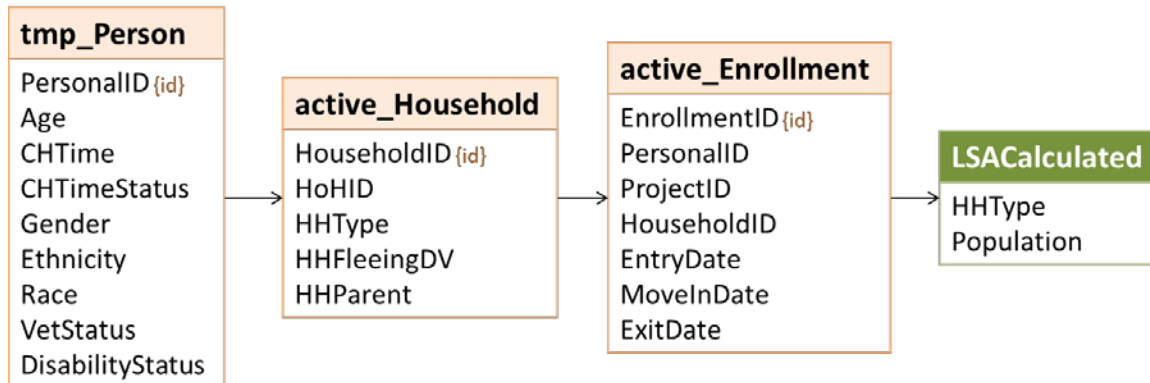 tmp_Person
PersonalID {id}
Age
CHTime
CHTimeStatus
Gender
Ethnicity
Race
VetStatus
DisabilityStatus
active_Household
HouseholdID {id}
HoHID
HHType
HHFleeingDV
HHParent
active_Enrollment
EnrollmentID {id}
PersonalID
ProjectID
HouseholdID
EntryDate
MoveInDate
ExitDate
LSACalculated
HHType
Population